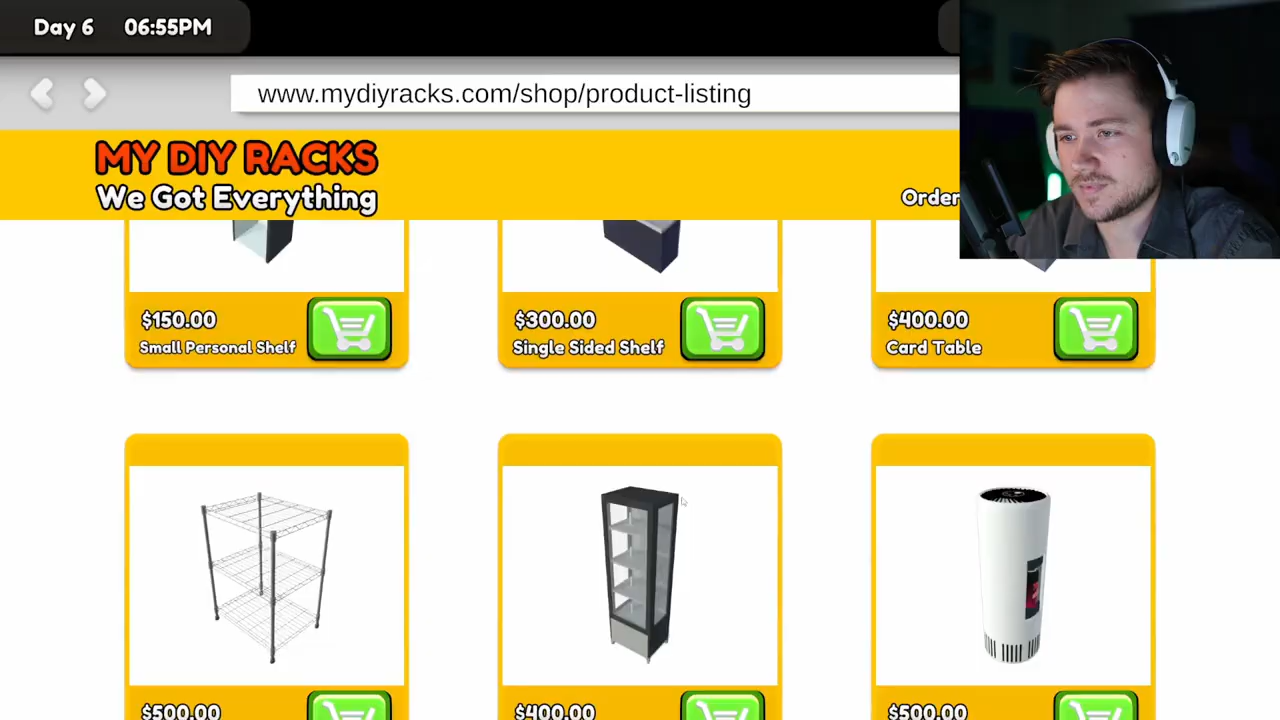 Day 6 06:55PM
www.mydiyracks.com/shop/product-listing
MY DIY RACKS
We Got Everything
Order
$150.00
Small Personal Shelf
$300.00
Single Sided Shelf
$400.00
Card Table
$500.00
$400.00
$500.00